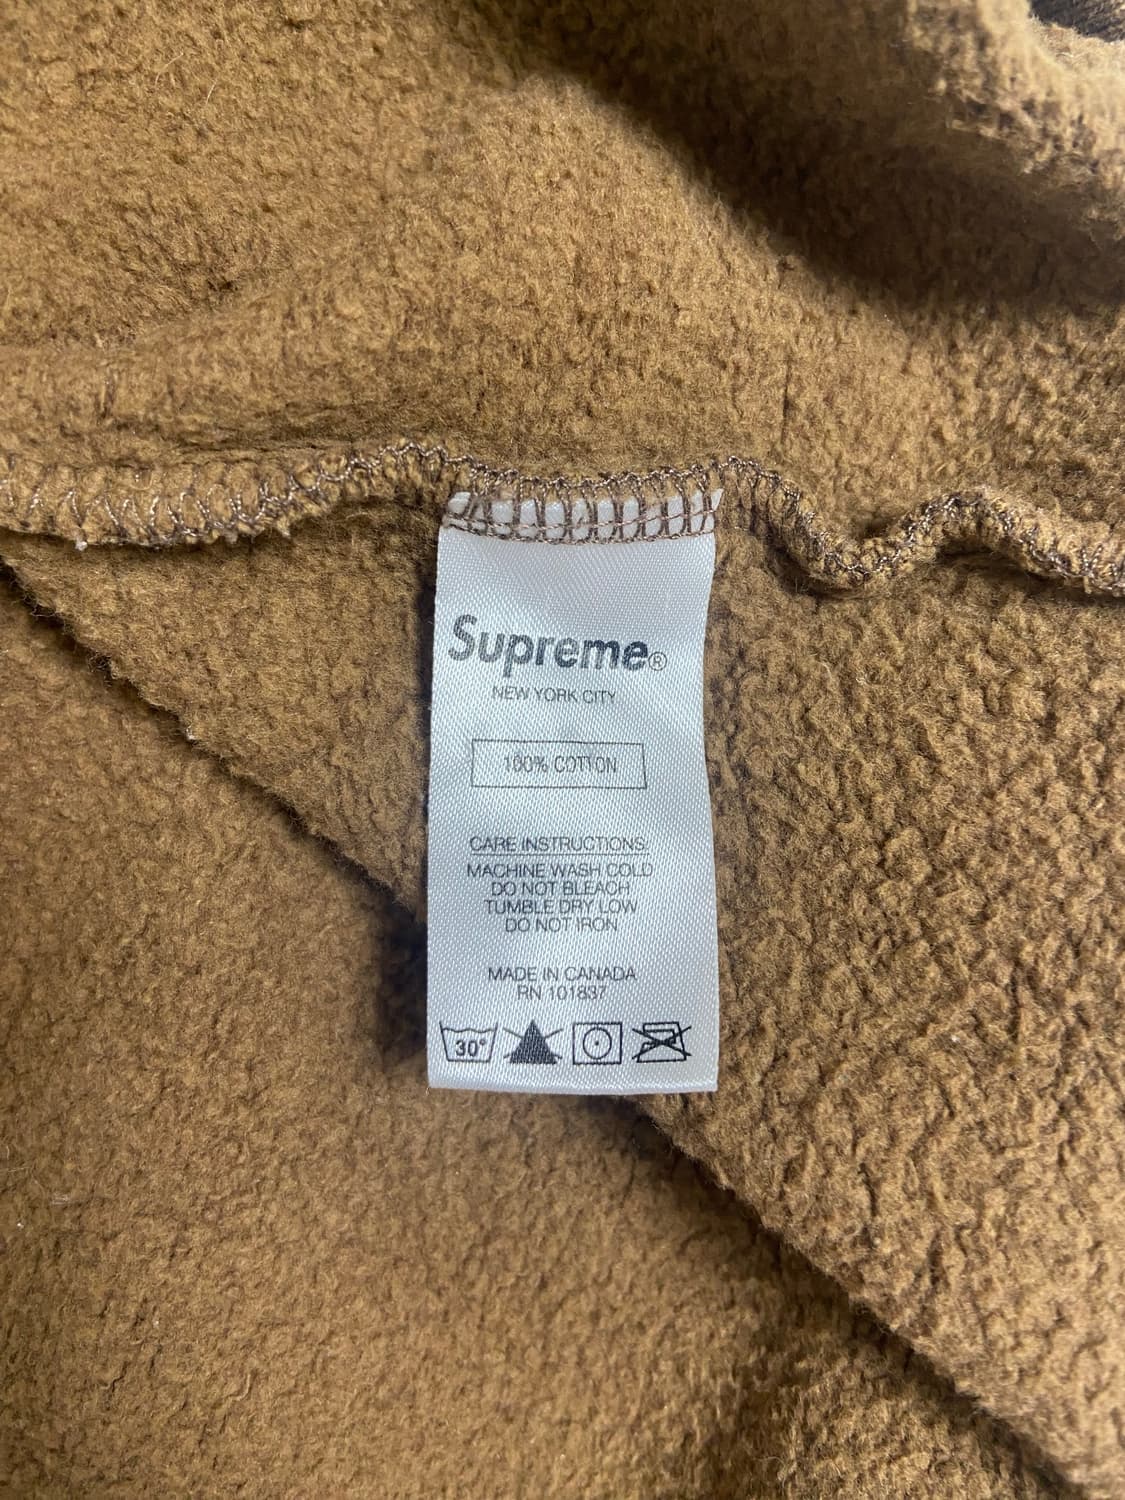 Supreme®
NEW YORK CITY
100% COTTON
CARE INSTRUCTIONS:
MACHINE WASH COLD
DO NOT BLEACH
TUMBLE DRY LOW
DO NOT IRON
MADE IN CANADA
RN 101837
30°